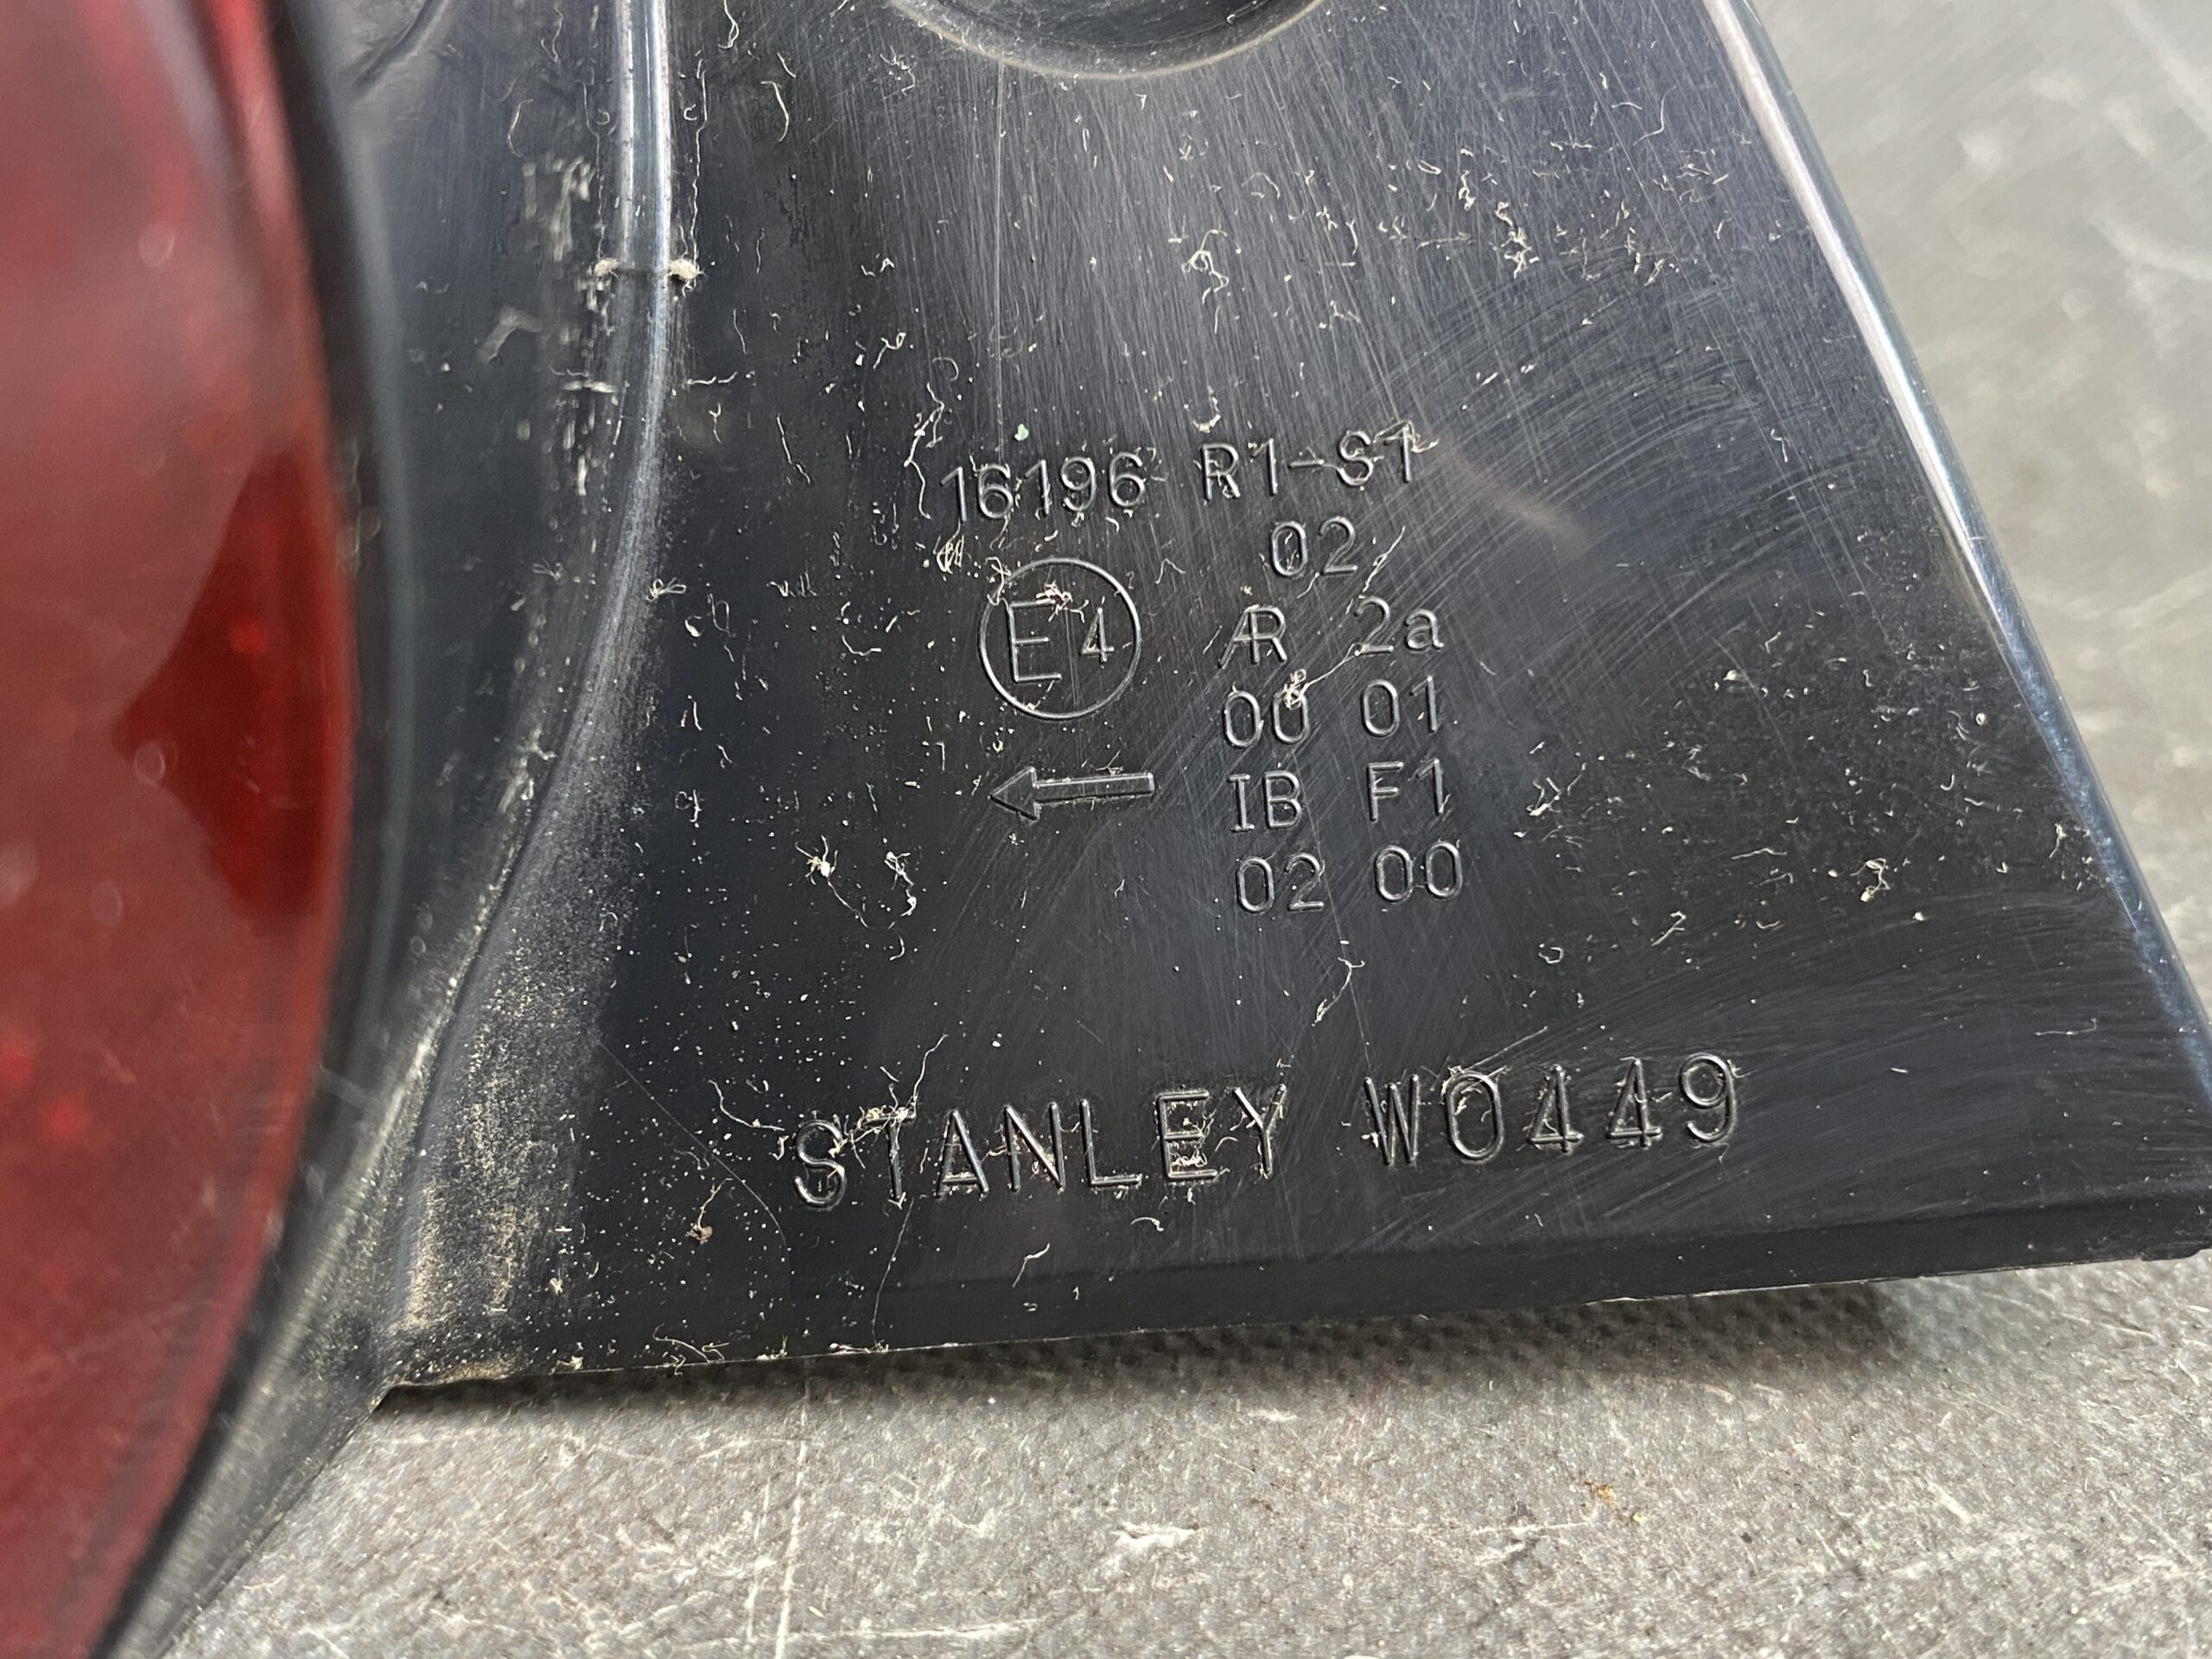 16196 R1-S1
02
E4 AR 2a
00 01
← IB F1
02 00
STANLEY W0449